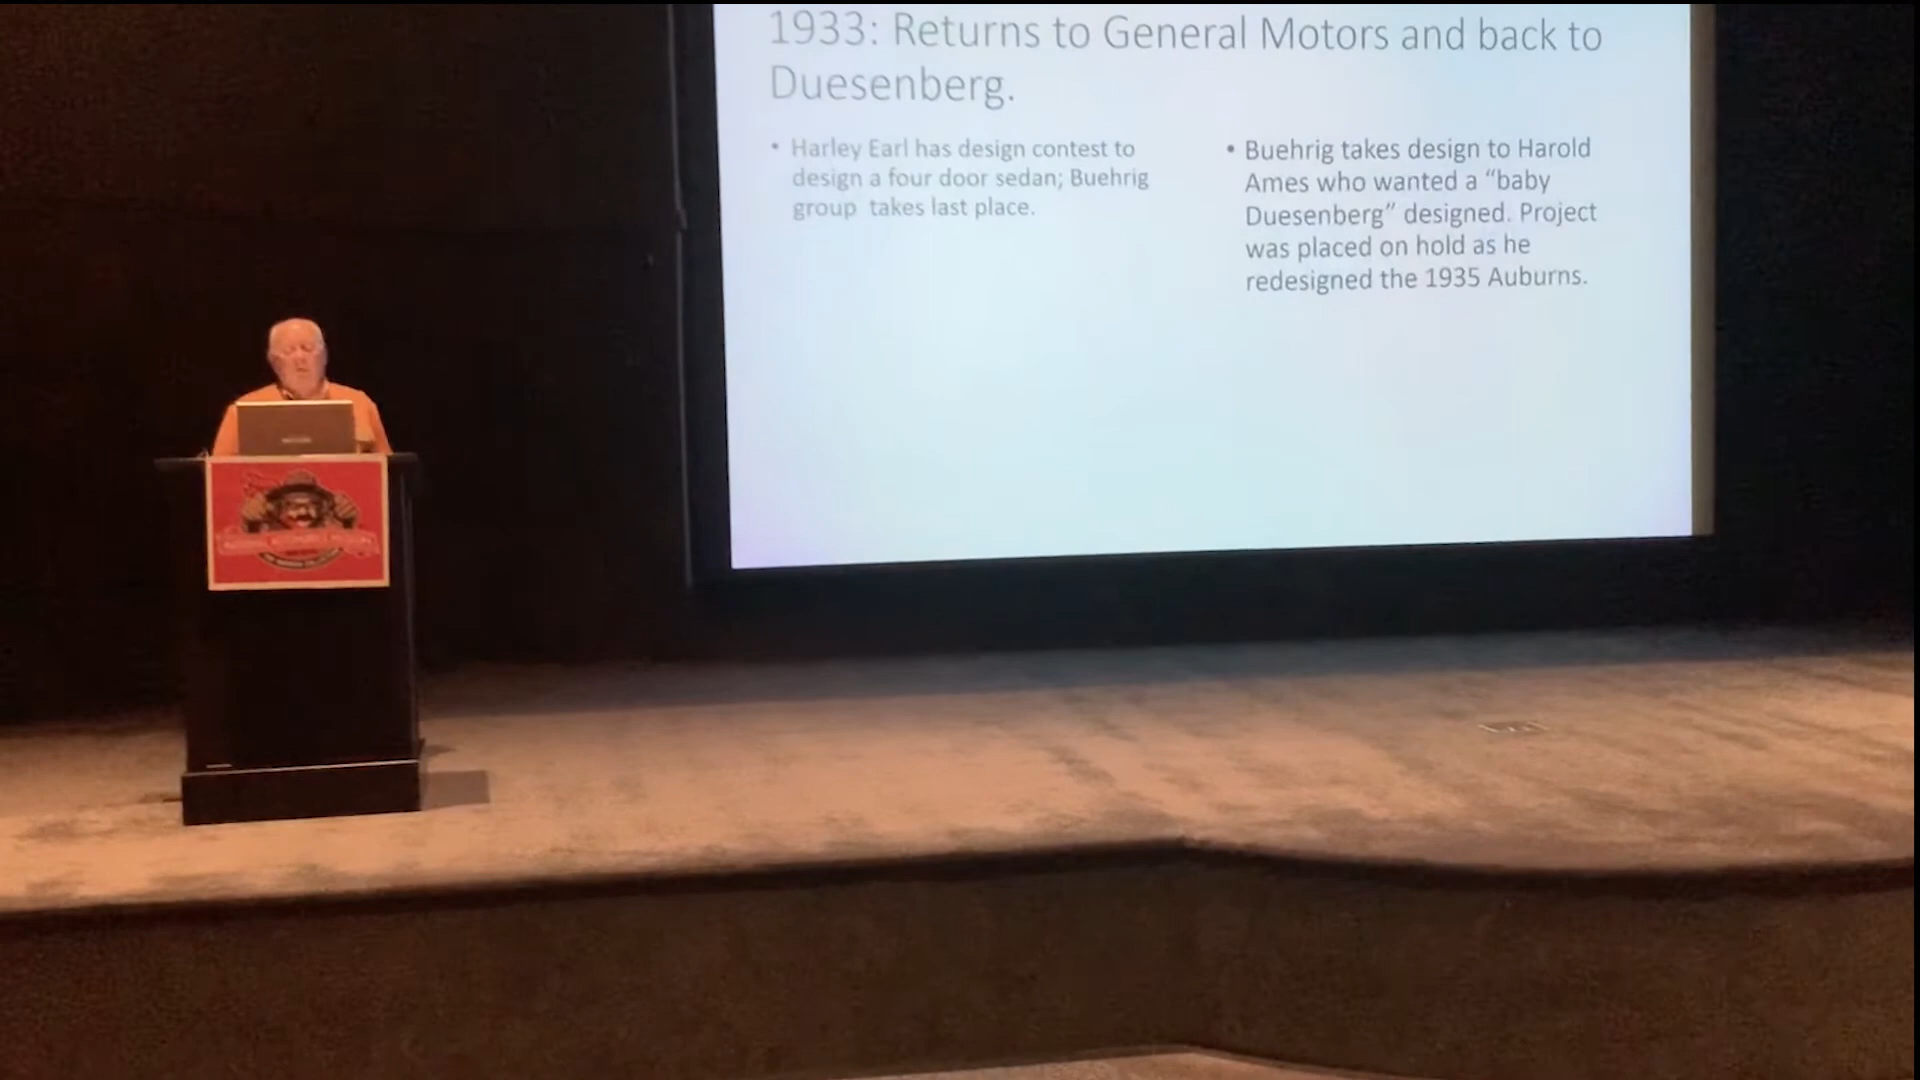 1933: Returns to General Motors and back to
Duesenberg.
• Harley Earl has design contest to
design a four door sedan; Buehrig
group takes last place.
• Buehrig takes design to Harold
Ames who wanted a “baby
Duesenberg” designed. Project
was placed on hold as he
redesigned the 1935 Auburns.